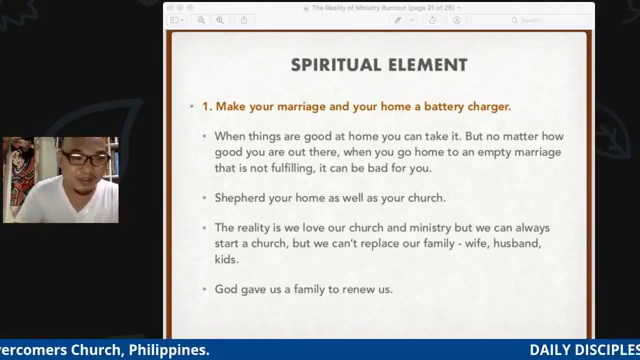 The Reality of Ministry Burnout (page 21 of 26)
Search
SPIRITUAL ELEMENT
• 1. Make your marriage and your home a battery charger.
• When things are good at home you can take it. But no matter how
good you are out there, when you go home to an empty marriage
that is not fulfilling, it can be bad for you.
• Shepherd your home as well as your church.
• The reality is we love our church and ministry but we can always
start a church, but we can't replace our family - wife, husband,
kids.
• God gave us a family to renew us.
vercomers Church, Philippines. DAILY DISCIPLES